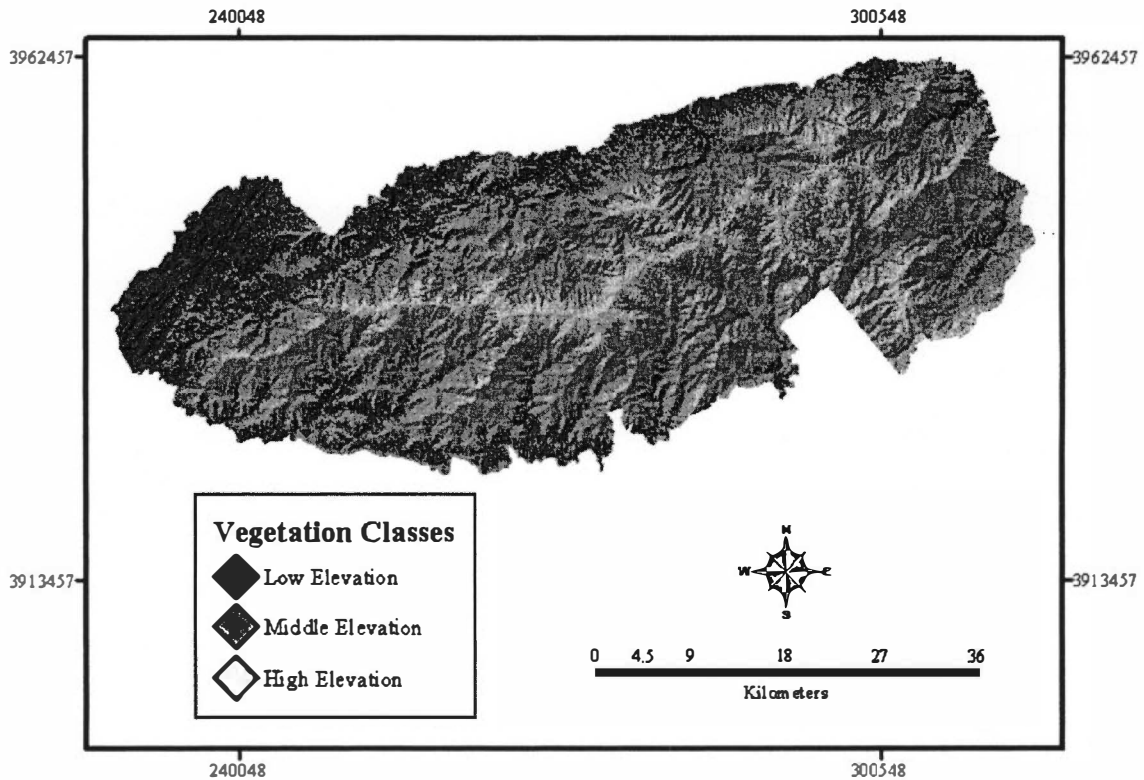 240048 300548
3962457 3962457
Vegetation Classes
Low Elevation
Middle Elevation
High Elevation
N
W E
S
3913457 3913457
0 4.5 9 18 27 36
Kilometers
240048 300548